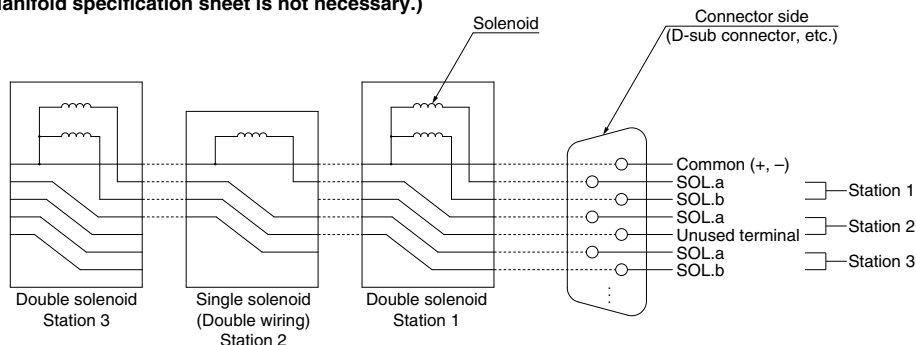 anifold specification sheet is not necessary.)
Solenoid
Connector side
(D-sub connector, etc.)
Common (+, –)
SOL.a
SOL.b
Station 1
SOL.a
Unused terminal
Station 2
SOL.a
SOL.b
Station 3
Double solenoid
Station 3
Single solenoid
(Double wiring)
Station 2
Double solenoid
Station 1